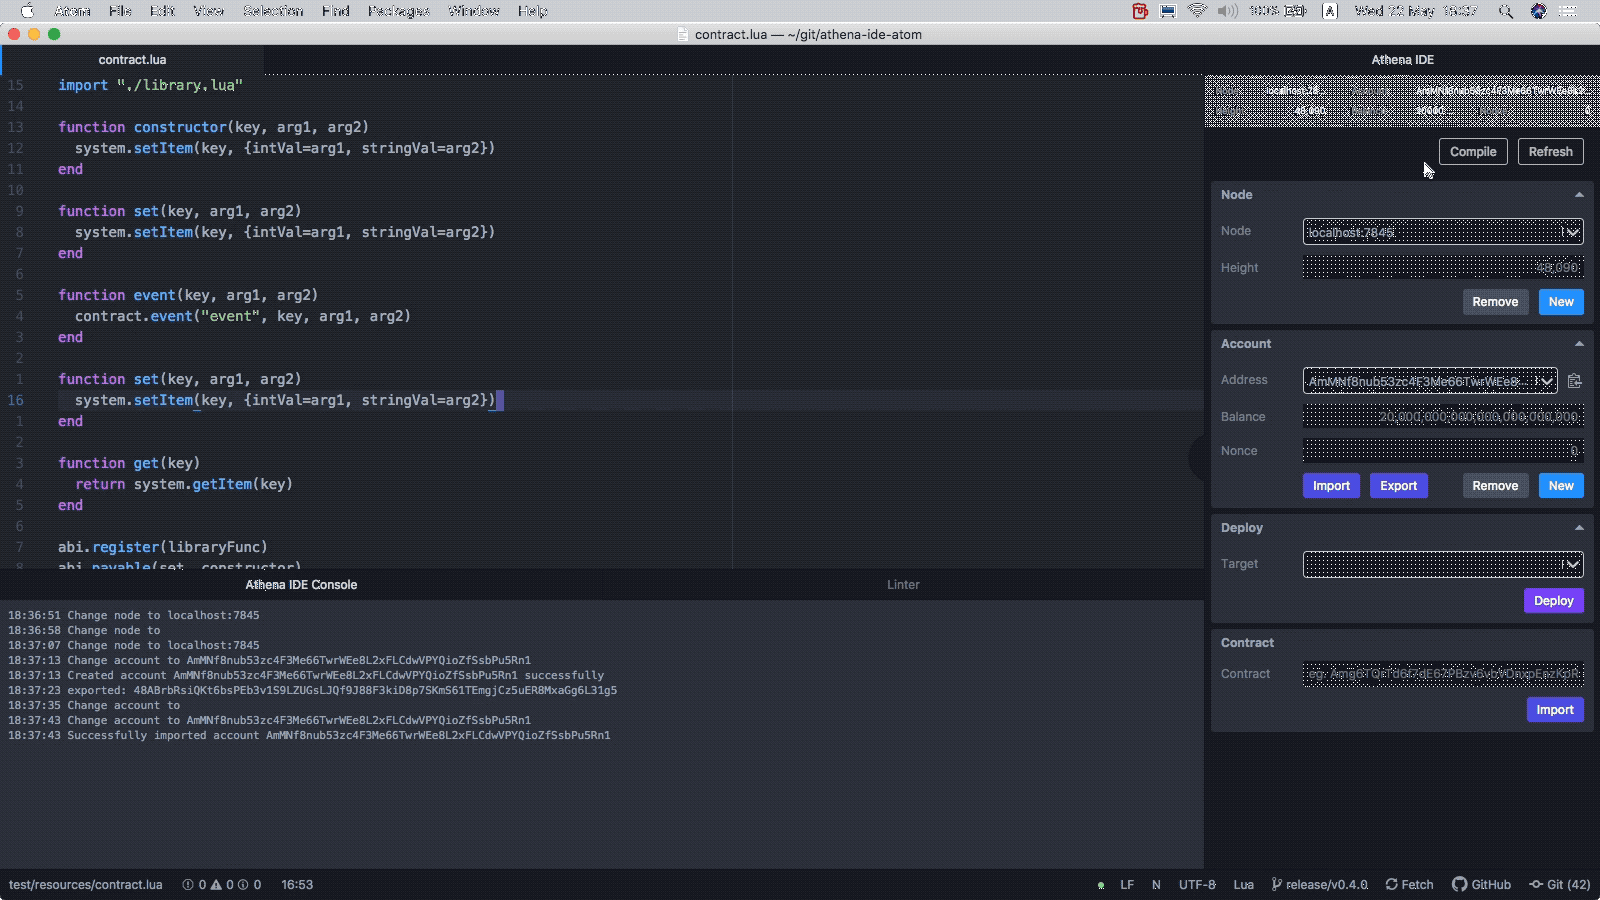 Atom File Edit View Selection Find Packages Window Help
100% A Wed 22 May 18:37
contract.lua — ~/git/athena-ide-atom
contract.lua
15 import "./library.lua"
14
13 function constructor(key, arg1, arg2)
12 system.setItem(key, {intVal=arg1, stringVal=arg2})
11 end
10
9 function set(key, arg1, arg2)
8 system.setItem(key, {intVal=arg1, stringVal=arg2})
7 end
6
5 function event(key, arg1, arg2)
4 contract.event("event", key, arg1, arg2)
3 end
2
1 function set(key, arg1, arg2)
16 system.setItem(key, {intVal=arg1, stringVal=arg2})
1 end
2
3 function get(key)
4 return system.getItem(key)
5 end
6
7 abi.register(libraryFunc)
8 abi.payable(set, constructor)
Athena IDE Console
Linter
18:36:51 Change node to localhost:7845
18:36:58 Change node to
18:37:07 Change node to localhost:7845
18:37:13 Change account to AmMNf8nub53zc4F3Me66TwrWEe8L2xFLCdwVPYQioZfSsbPu5Rn1
18:37:13 Created account AmMNf8nub53zc4F3Me66TwrWEe8L2xFLCdwVPYQioZfSsbPu5Rn1 successfully
18:37:23 exported: 48ABrbRsiQKt6bsPEb3v1S9LZUGsLJQf9J88F3kiD8p7SKmS61TEmgjCz5uER8MxaGg6L31g5
18:37:35 Change account to
18:37:43 Change account to AmMNf8nub53zc4F3Me66TwrWEe8L2xFLCdwVPYQioZfSsbPu5Rn1
18:37:43 Successfully imported account AmMNf8nub53zc4F3Me66TwrWEe8L2xFLCdwVPYQioZfSsbPu5Rn1
Athena IDE
Compile Refresh
Node
Node localhost:7845
Height 48,090
Remove New
Account
Address AmMNf8nub53zc4F3Me66TwrWEe8...
Balance 20,000,000,000,000,000,000,000
Nonce 0
Import Export Remove New
Deploy
Target
Deploy
Contract
Contract
Import
test/resources/contract.lua 0 0 0 16:53
LF N UTF-8 Lua release/v0.4.0 Fetch GitHub Git (42)